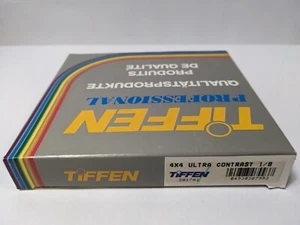 PRODUITS
DE QUALITÉ
QUALITÄTSPRODUKTE
PROFESSIONAL
TIFFEN
TIFFEN
4X4 ULTRA CONTRAST 1/8
TIFFEN